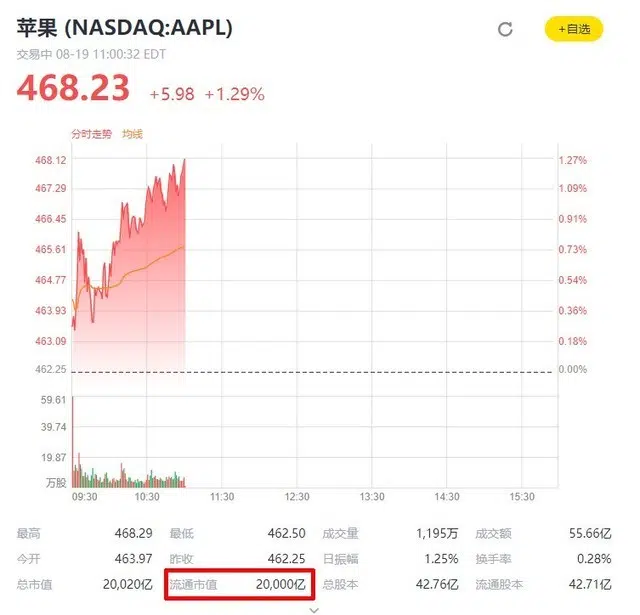 苹果 (NASDAQ:AAPL)
+自选
交易中 08-19 11:00:32 EDT
468.23 +5.98 +1.29%
分时走势 均线
468.12 1.27%
467.29 1.09%
466.45 0.91%
465.61 0.73%
464.77 0.54%
463.93 0.36%
463.09 0.18%
462.25 0.00%
59.61
39.74
19.87
万股
09:30 10:30 11:30 12:30 13:30 14:30 15:30
最高 468.29 最低 462.50 成交量 1,195万 成交额 55.66亿
今开 463.97 昨收 462.25 日振幅 1.25% 换手率 0.28%
总市值 20,020亿 流通市值 20,000亿 总股本 42.76亿 流通股本 42.71亿